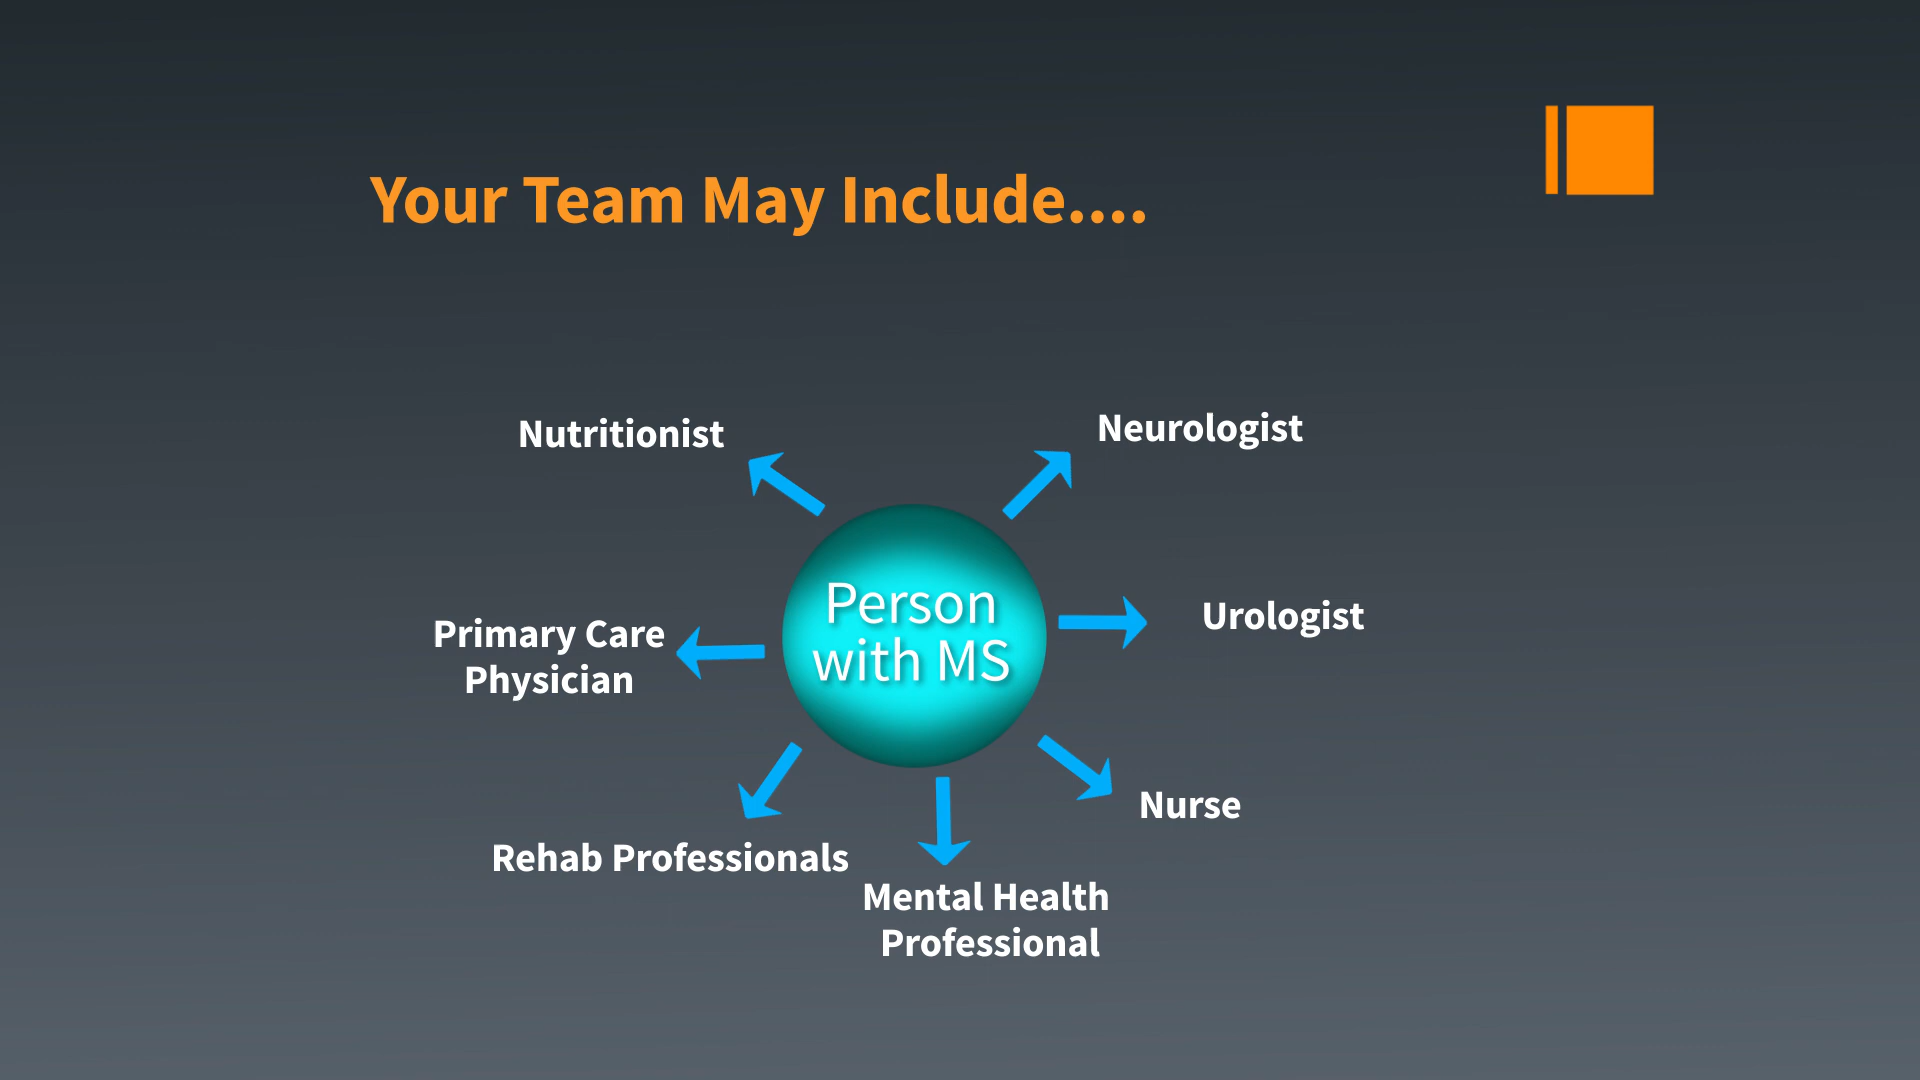 Your Team May Include....
Nutritionist
Neurologist
Person
with MS
Urologist
Primary Care
Physician
Nurse
Rehab Professionals
Mental Health
Professional